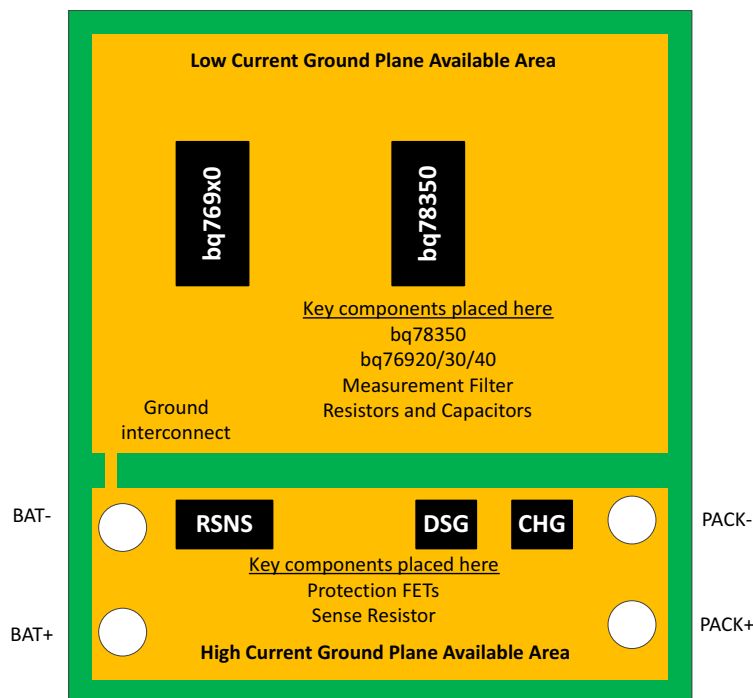 Low Current Ground Plane Available Area
bq769x0
bq78350
Key components placed here
bq78350
bq76920/30/40
Measurement Filter
Resistors and Capacitors
Ground
interconnect
BAT-
RSNS
DSG
CHG
PACK-
Key components placed here
Protection FETs
Sense Resistor
BAT+
PACK+
High Current Ground Plane Available Area